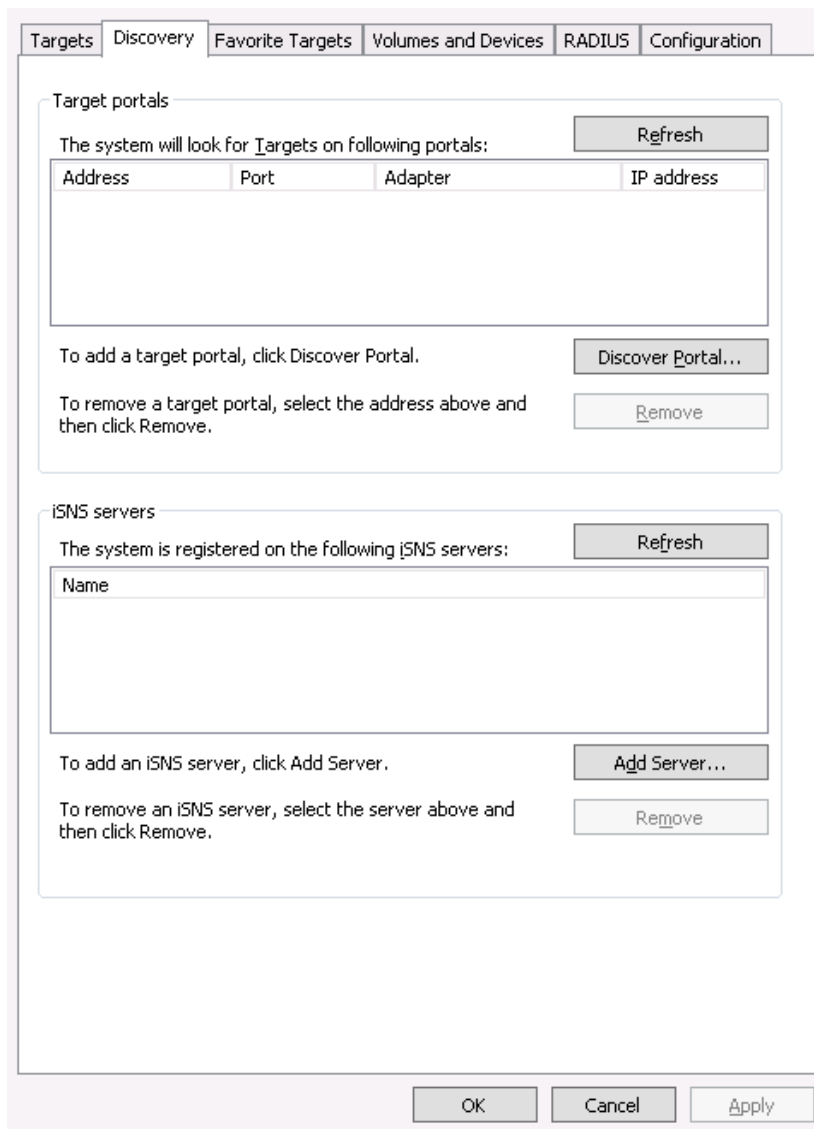 Targets Discovery Favorite Targets Volumes and Devices RADIUS Configuration
Target portals
The system will look for Targets on following portals:
Refresh
Address Port Adapter IP address
To add a target portal, click Discover Portal.
Discover Portal...
To remove a target portal, select the address above and
then click Remove.
Remove
iSNS servers
The system is registered on the following iSNS servers:
Refresh
Name
To add an iSNS server, click Add Server.
Add Server...
To remove an iSNS server, select the server above and
then click Remove.
Remove
OK Cancel Apply